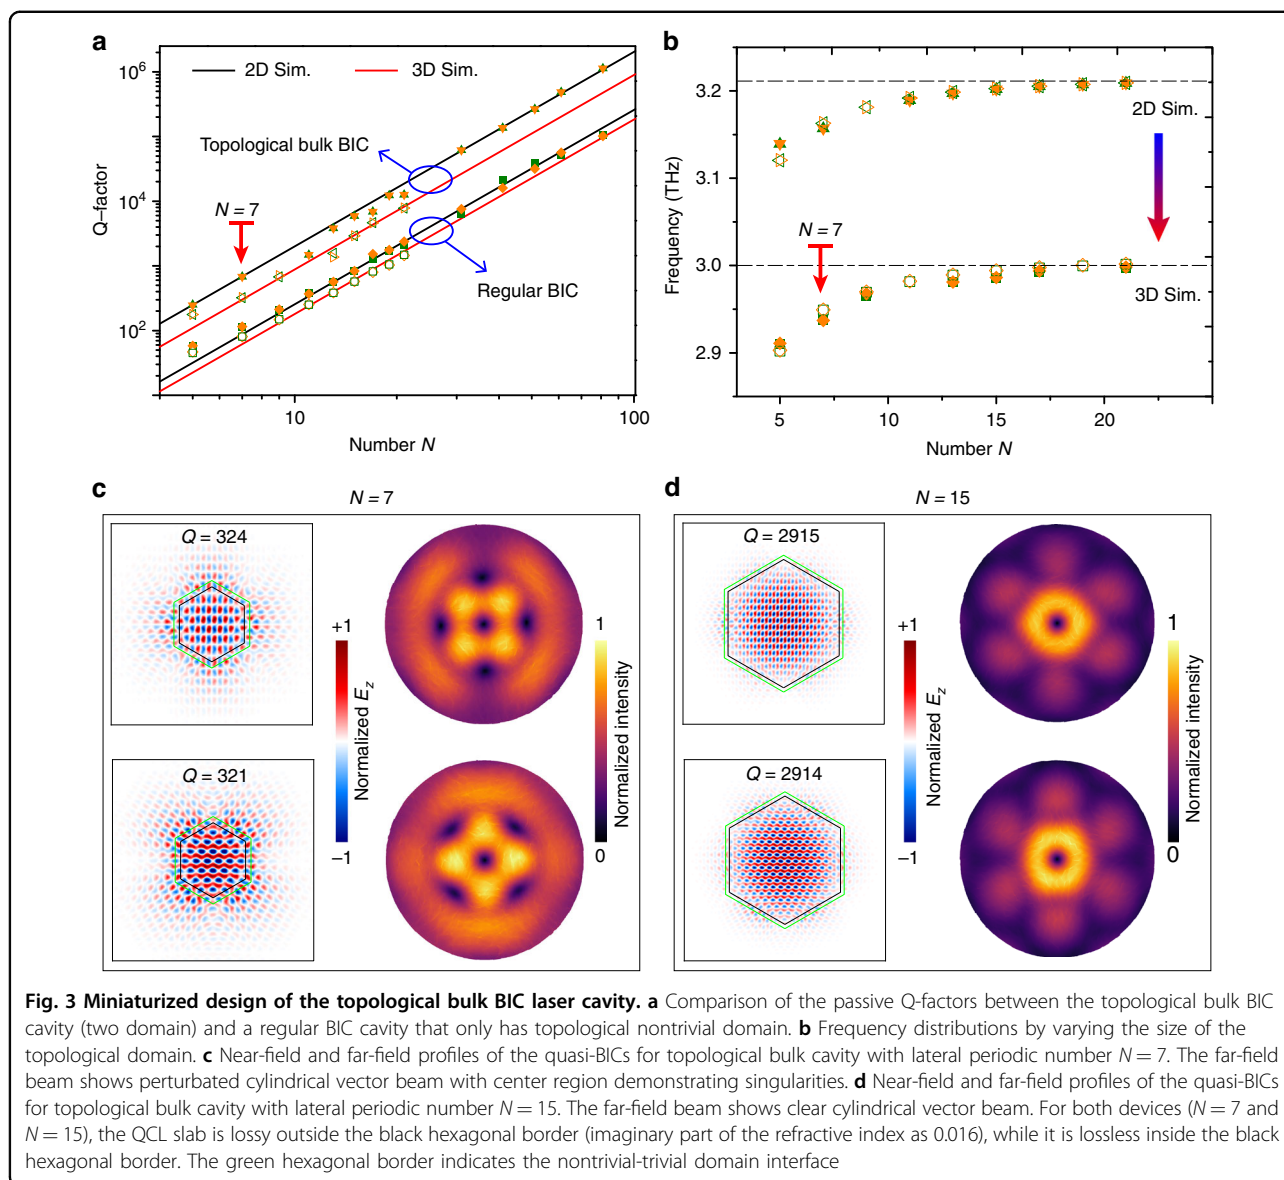 a
2D Sim.
3D Sim.
Topological bulk BIC
N = 7
Regular BIC
Q–factor
10^6
10^4
10^2
10
100
Number N
b
3.2
3.1
3.0
2.9
Frequency (THz)
N = 7
2D Sim.
3D Sim.
5
10
15
20
Number N
c
N = 7
Q = 324
+1
Normalized E_z
−1
1
Normalized intensity
0
Q = 321
d
N = 15
Q = 2915
+1
Normalized E_z
−1
1
Normalized intensity
0
Q = 2914
Fig. 3 Miniaturized design of the topological bulk BIC laser cavity. a Comparison of the passive Q-factors between the topological bulk BIC
cavity (two domain) and a regular BIC cavity that only has topological nontrivial domain. b Frequency distributions by varying the size of the
topological domain. c Near-field and far-field profiles of the quasi-BICs for topological bulk cavity with lateral periodic number N = 7. The far-field
beam shows perturbated cylindrical vector beam with center region demonstrating singularities. d Near-field and far-field profiles of the quasi-BICs
for topological bulk cavity with lateral periodic number N = 15. The far-field beam shows clear cylindrical vector beam. For both devices (N = 7 and
N = 15), the QCL slab is lossy outside the black hexagonal border (imaginary part of the refractive index as 0.016), while it is lossless inside the black
hexagonal border. The green hexagonal border indicates the nontrivial-trivial domain interface